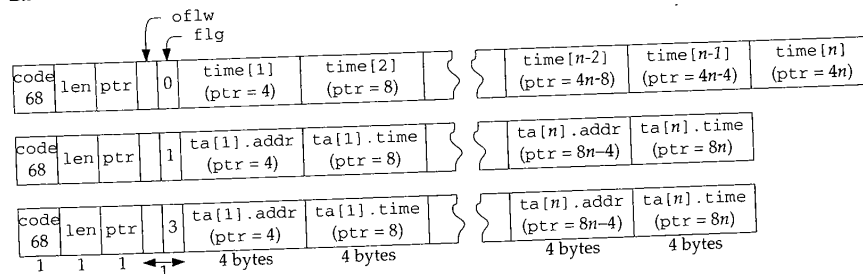 oflw
flg
code 68 len ptr 0 time[1] (ptr = 4) time[2] (ptr = 8) time[n-2] (ptr = 4n-8) time[n-1] (ptr = 4n-4) time[n] (ptr = 4n)
code 68 len ptr 1 ta[1].addr (ptr = 4) ta[1].time (ptr = 8) ta[n].addr (ptr = 8n-4) ta[n].time (ptr = 8n)
code 68 len ptr 3 ta[1].addr (ptr = 4) ta[1].time (ptr = 8) ta[n].addr (ptr = 8n-4) ta[n].time (ptr = 8n)
1 1 1 1 4 bytes 4 bytes 4 bytes 4 bytes